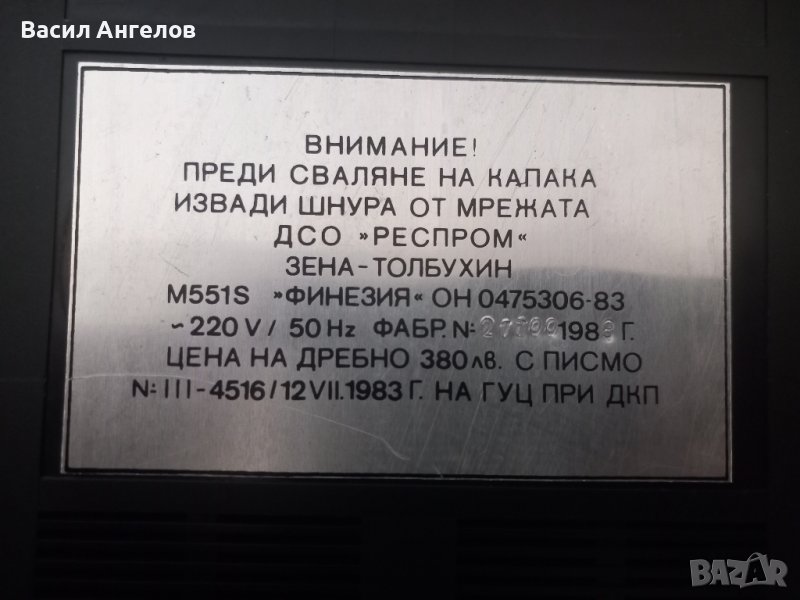 Васил Ангелов
ВНИМАНИЕ!
ПРЕДИ СВАЛЯНЕ НА КАПАКА
ИЗВАДИ ШНУРА ОТ МРЕЖАТА
ДСО »РЕСПРОМ«
ЗЕНА-ТОЛБУХИН
М551S »ФИНЕЗИЯ« ОН 0475306-83
~220 V / 50 Hz ФАБР. №: Г.
ЦЕНА НА ДРЕБНО 380 лв. С ПИСМО
№: III-4516/12 VII.1983 Г. НА ГУЦ ПРИ ДКП
BAZAR